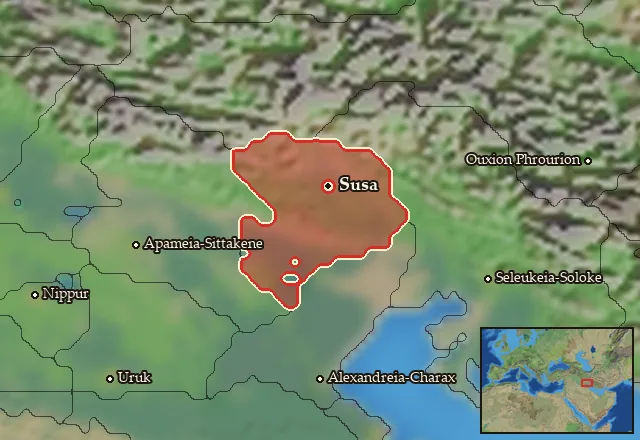 Ouxion Phrourion
Susa
Apameia-Sittakene
Seleukeia-Soloke
Nippur
Uruk
Alexandreia-Charax